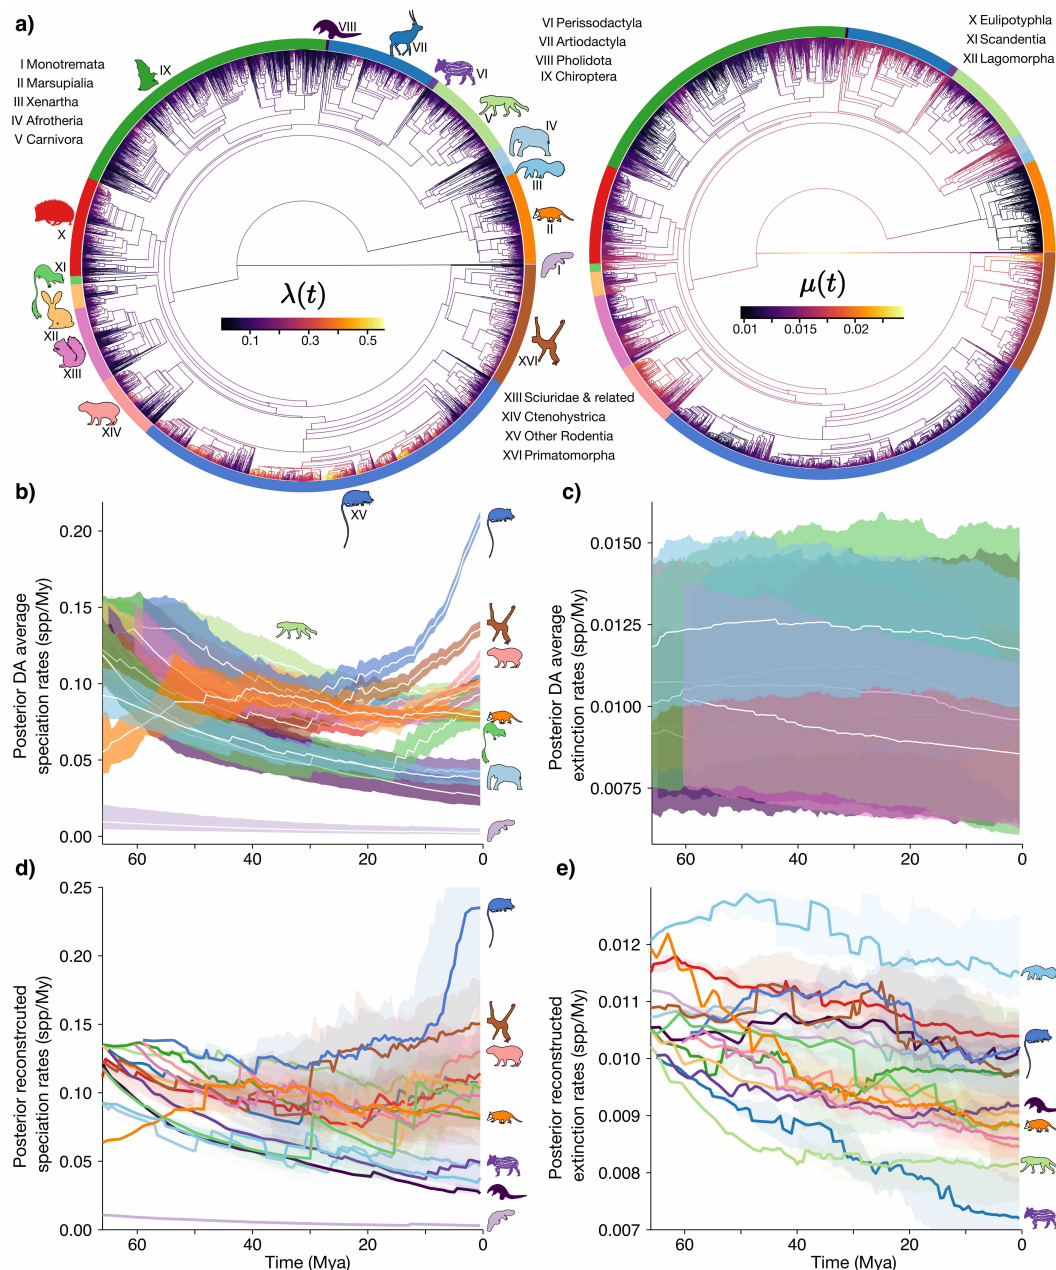 a)
VI Perissodactyla
VII Artiodactyla
VIII Pholidota
IX Chiroptera
X Eulipotyphla
XI Scandentia
XII Lagomorpha
I Monotremata
II Marsupialia
III Xenartha
IV Afrotheria
V Carnivora
VIII
VII
IX
VI
V
IV
III
II
I
X
XI
XII
XIII
XIV
XV
XVI
λ(t)
0.1 0.3 0.5
μ(t)
0.01 0.015 0.02
XIII Sciuridae & related
XIV Ctenohystrica
XV Other Rodentia
XVI Primatomorpha
b)
Posterior DA average
speciation rates (spp/My)
0.20
0.15
0.10
0.05
0.00
60 40 20 0
c)
Posterior DA average
extinction rates (spp/My)
0.0150
0.0125
0.0100
0.0075
60 40 20 0
d)
Posterior reconstrcuted
speciation rates (spp/My)
0.25
0.20
0.15
0.10
0.05
0.00
60 40 20 0
Time (Mya)
e)
Posterior reconstructed
extinction rates (spp/My)
0.012
0.011
0.010
0.009
0.008
0.007
60 40 20 0
Time (Mya)